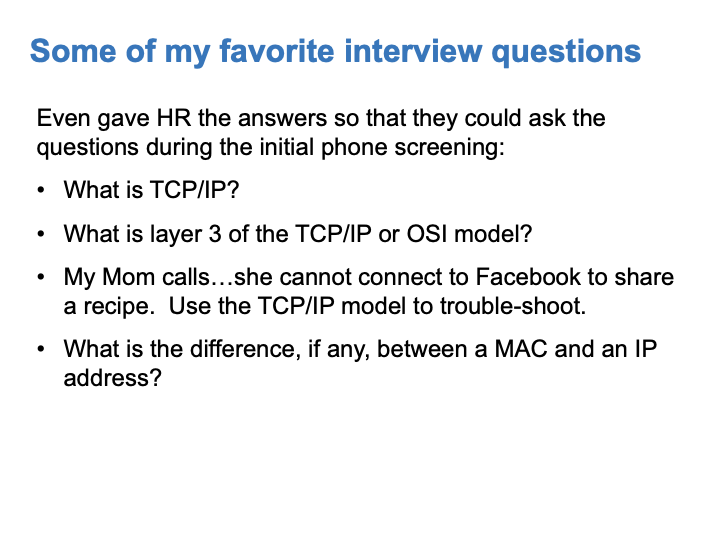 Some of my favorite interview questions
Even gave HR the answers so that they could ask the
questions during the initial phone screening:
• What is TCP/IP?
• What is layer 3 of the TCP/IP or OSI model?
• My Mom calls…she cannot connect to Facebook to share
a recipe.  Use the TCP/IP model to trouble-shoot.
• What is the difference, if any, between a MAC and an IP
address?